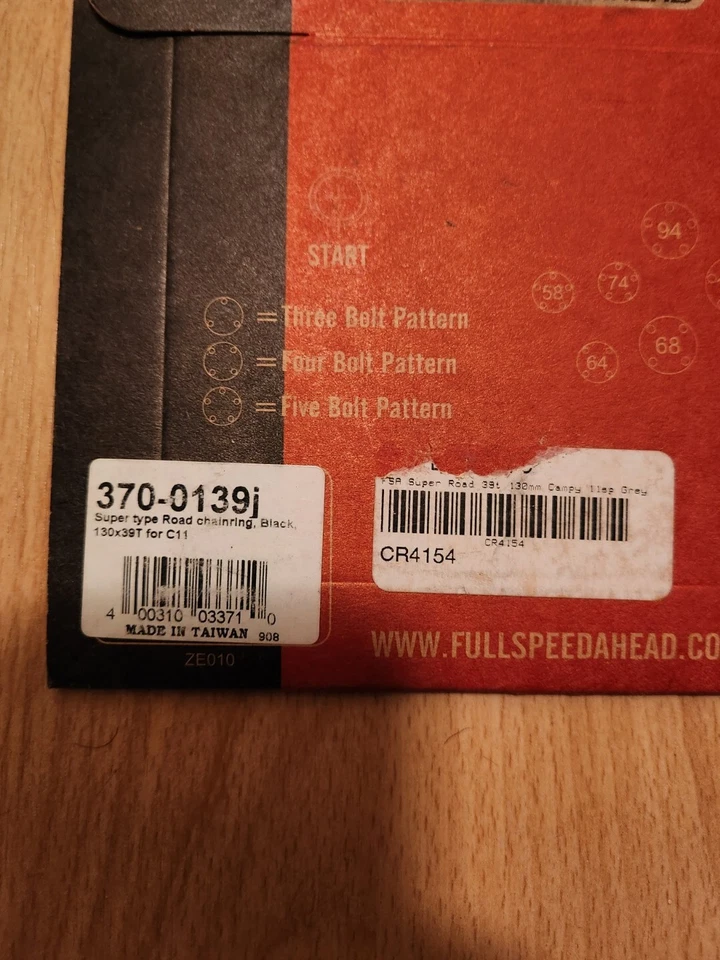 START
94
58
74
= Three Bolt Pattern
68
= Four Bolt Pattern
64
= Five Bolt Pattern
370-0139j
Super type Road chainring, Black,
130x39T for C11
4 00310 03371 0
MADE IN TAIWAN 908
ZE010
FSA Super Road 39t 130mm Campy 11sp Grey
CR4154
CR4154
WWW.FULLSPEEDAHEAD.CO